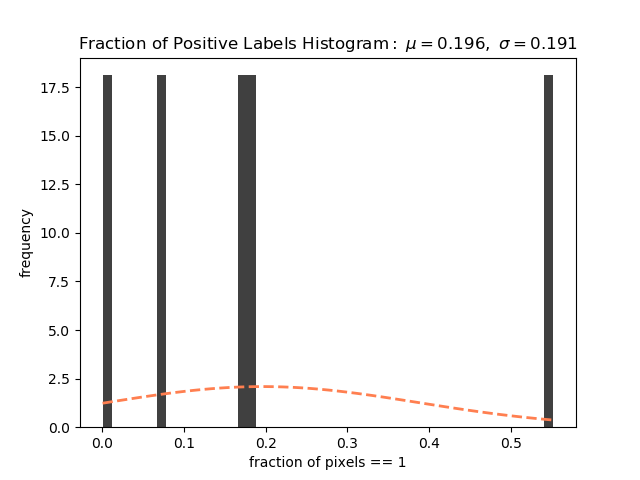 Fraction of Positive Labels Histogram : μ = 0.196, σ = 0.191
17.5
15.0
12.5
10.0
7.5
5.0
2.5
0.0
frequency
0.0 0.1 0.2 0.3 0.4 0.5
fraction of pixels == 1